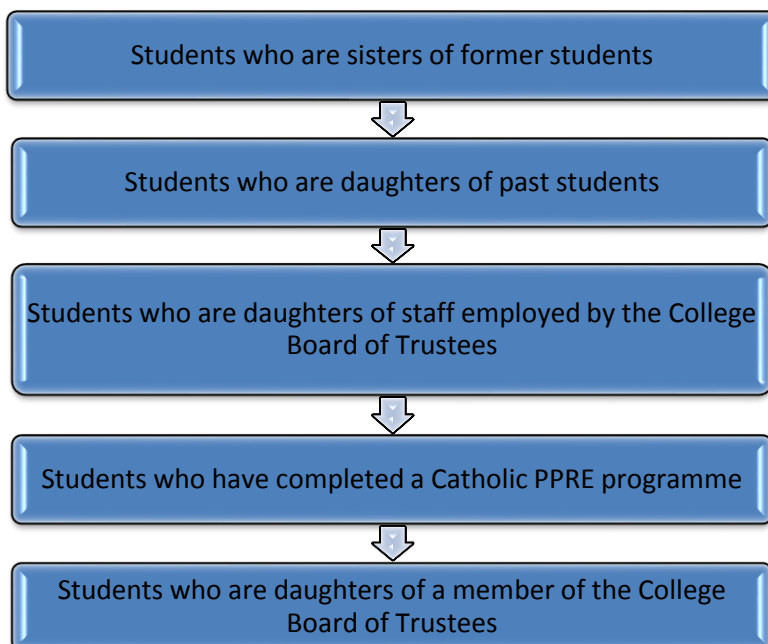 Students who are sisters of former students
Students who are daughters of past students
Students who are daughters of staff employed by the College
Board of Trustees
Students who have completed a Catholic PPRE programme
Students who are daughters of a member of the College
Board of Trustees